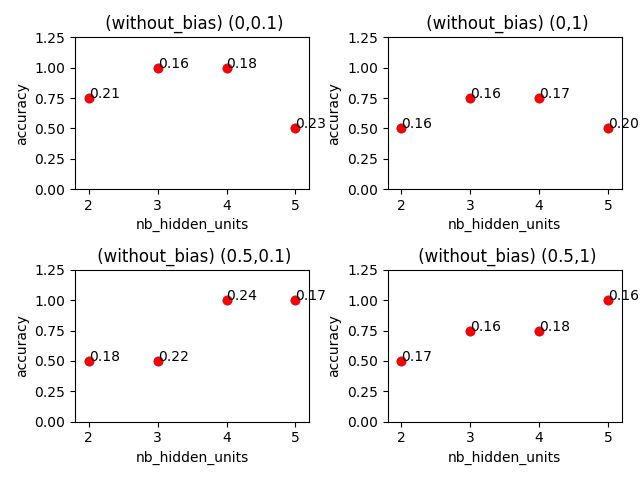 (without_bias) (0,0.1)
accuracy
1.25
1.00
0.75
0.50
0.25
0.00
0.21
0.16
0.18
0.23
2 3 4 5
nb_hidden_units
(without_bias) (0,1)
accuracy
1.25
1.00
0.75
0.50
0.25
0.00
0.16
0.16
0.17
0.20
2 3 4 5
nb_hidden_units
(without_bias) (0.5,0.1)
accuracy
1.25
1.00
0.75
0.50
0.25
0.00
0.18
0.22
0.24
0.17
2 3 4 5
nb_hidden_units
(without_bias) (0.5,1)
accuracy
1.25
1.00
0.75
0.50
0.25
0.00
0.17
0.16
0.18
0.16
2 3 4 5
nb_hidden_units